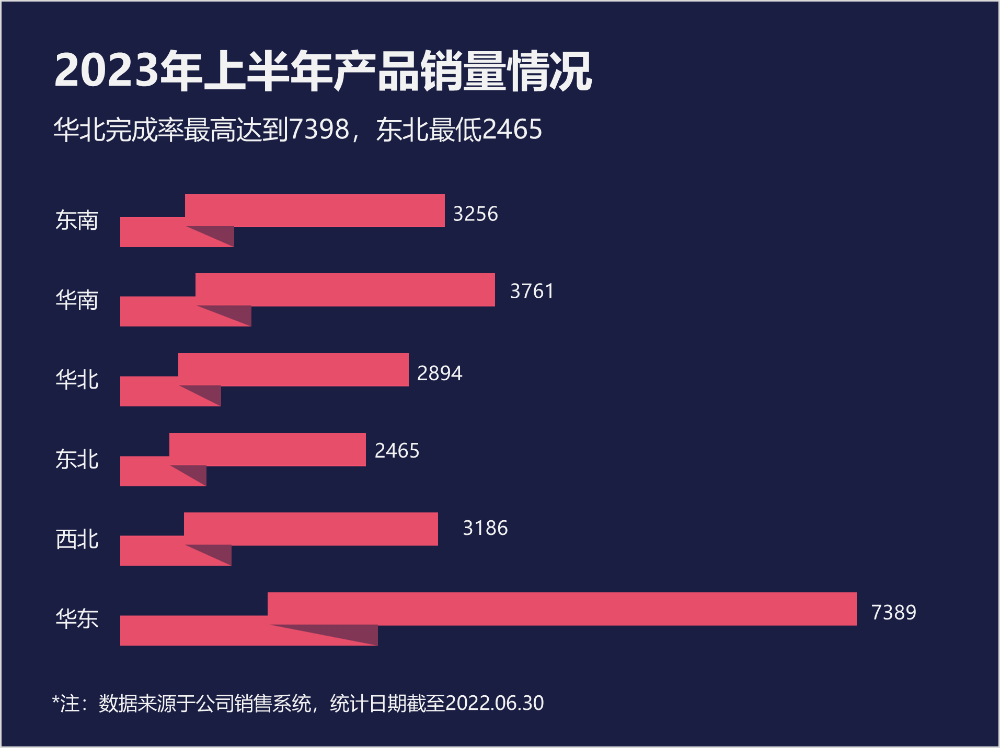 2023年上半年产品销量情况
华北完成率最高达到7398，东北最低2465
东南 3256
华南 3761
华北 2894
东北 2465
西北 3186
华东 7389
*注：数据来源于公司销售系统，统计日期截至2022.06.30